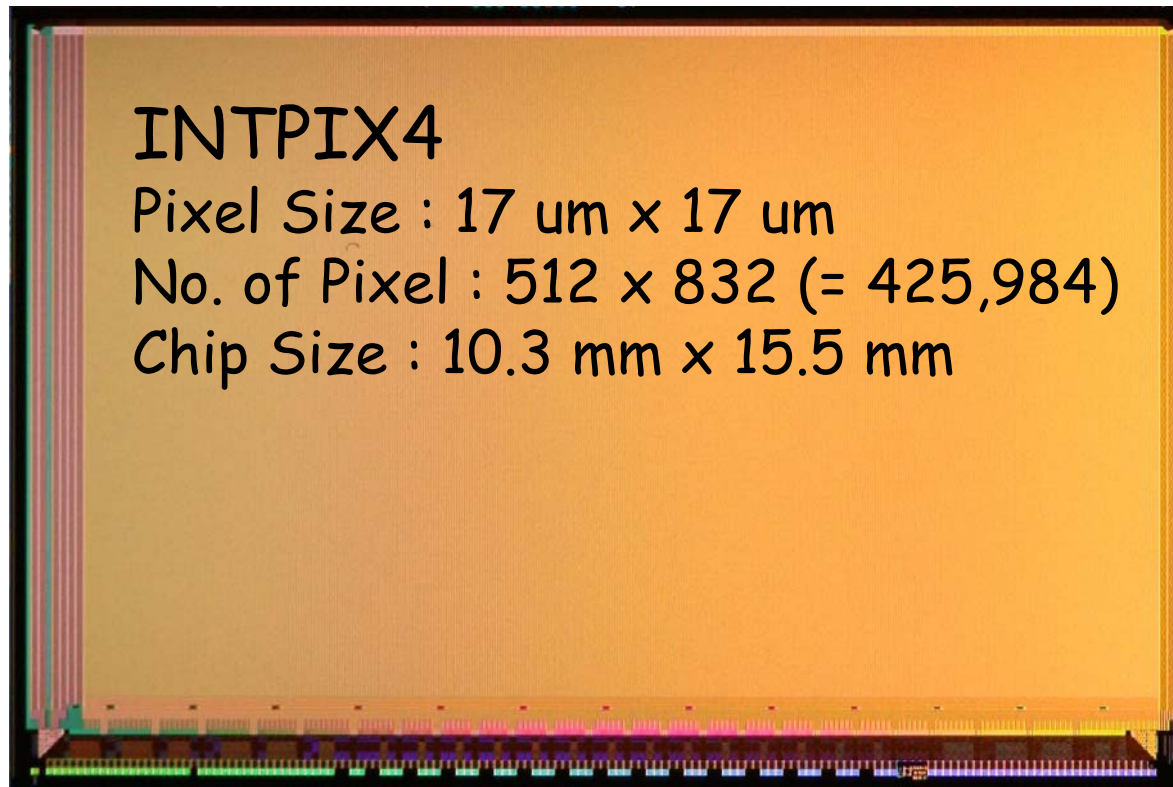 INTPIX4
Pixel Size : 17 um x 17 um
No. of Pixel : 512 x 832 (= 425,984)
Chip Size : 10.3 mm x 15.5 mm